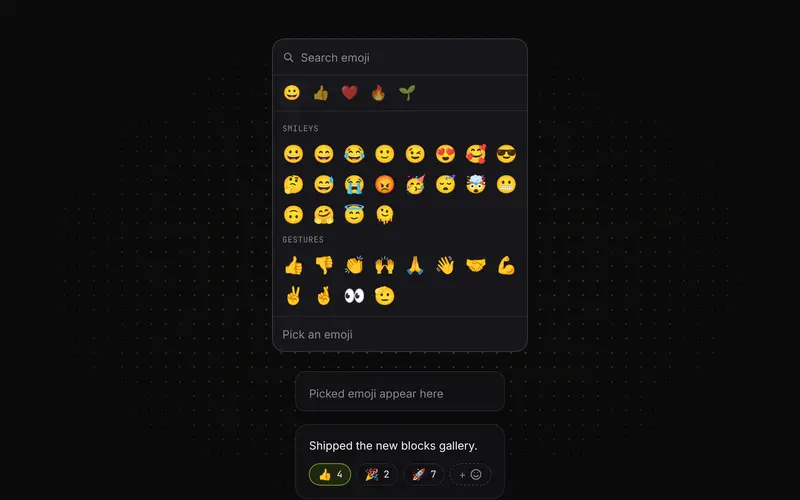 Search emoji
SMILEYS
GESTURES
Pick an emoji
Picked emoji appear here
Shipped the new blocks gallery.
4 2 7 +